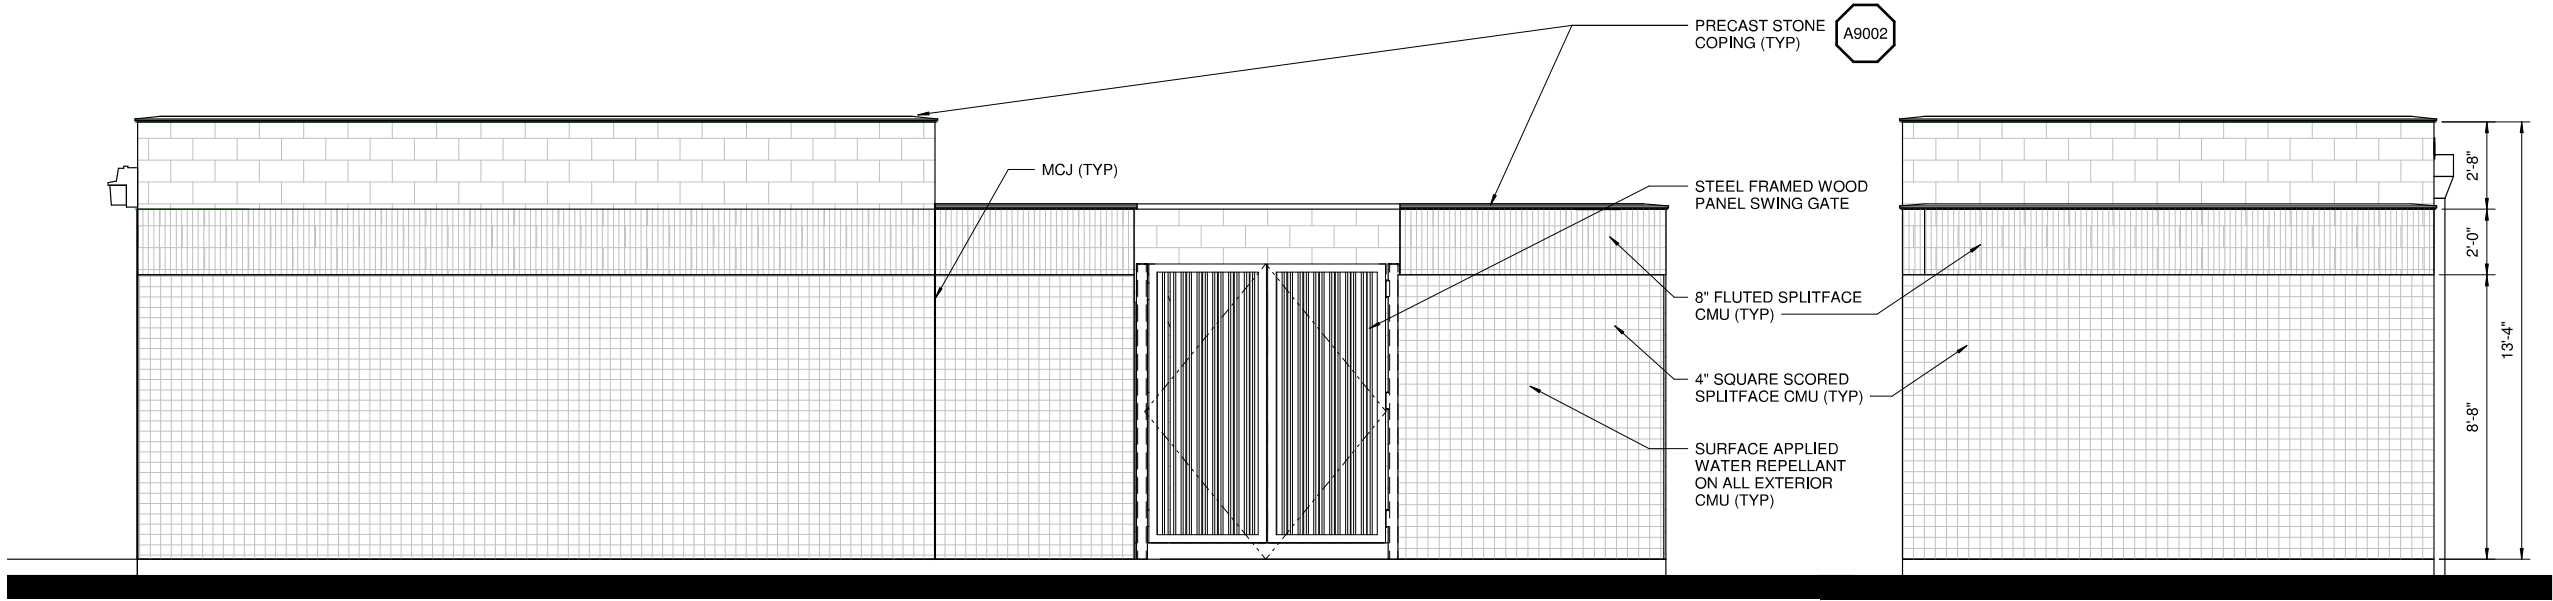 PRECAST STONE
COPING (TYP)
A9002
MCJ (TYP)
STEEL FRAMED WOOD
PANEL SWING GATE
8" FLUTED SPLITFACE
CMU (TYP)
4" SQUARE SCORED
SPLITFACE CMU (TYP)
SURFACE APPLIED
WATER REPELLANT
ON ALL EXTERIOR
CMU (TYP)
2'-8"
2'-0"
13'-4"
8'-8"